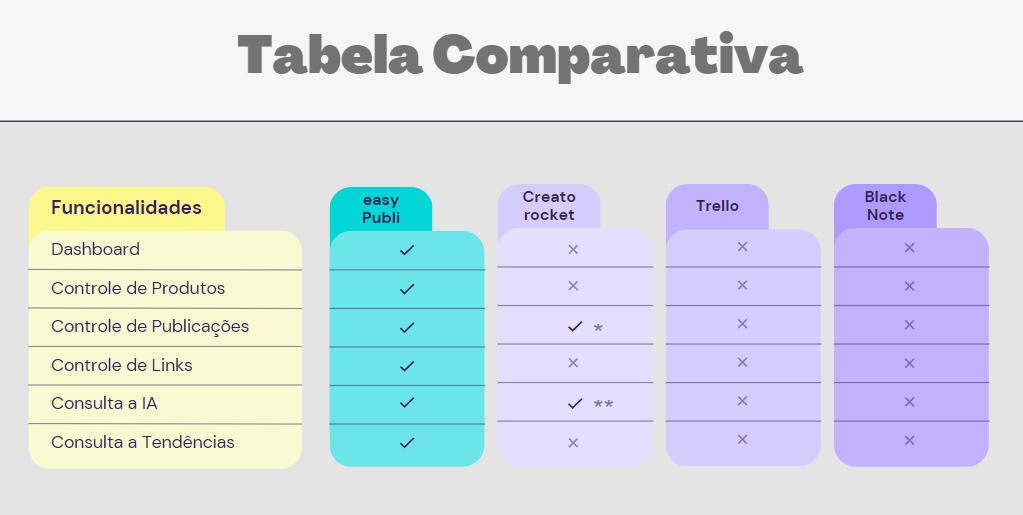 Tabela Comparativa
Funcionalidades
easy
Publi
Creato
rocket
Trello
Black
Note
Dashboard ✓ ✕ ✕ ✕
Controle de Produtos ✓ ✕ ✕ ✕
Controle de Publicações ✓ ✓ * ✕ ✕
Controle de Links ✓ ✕ ✕ ✕
Consulta a IA ✓ ✓ ** ✕ ✕
Consulta a Tendências ✓ ✕ ✕ ✕